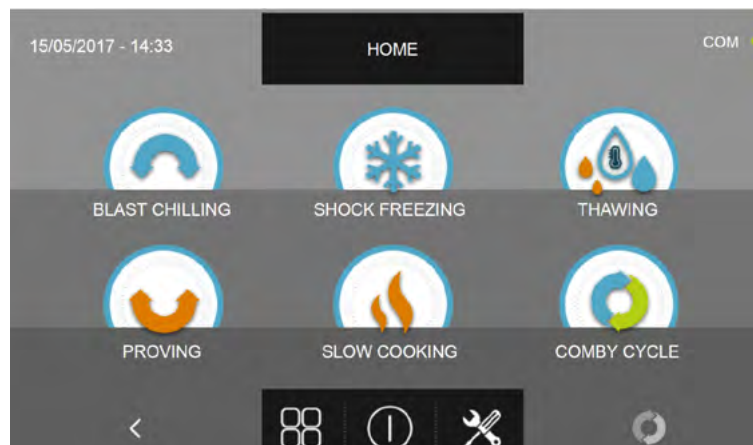 15/05/2017 - 14:33
HOME
COM
BLAST CHILLING
SHOCK FREEZING
THAWING
PROVING
SLOW COOKING
COMBY CYCLE